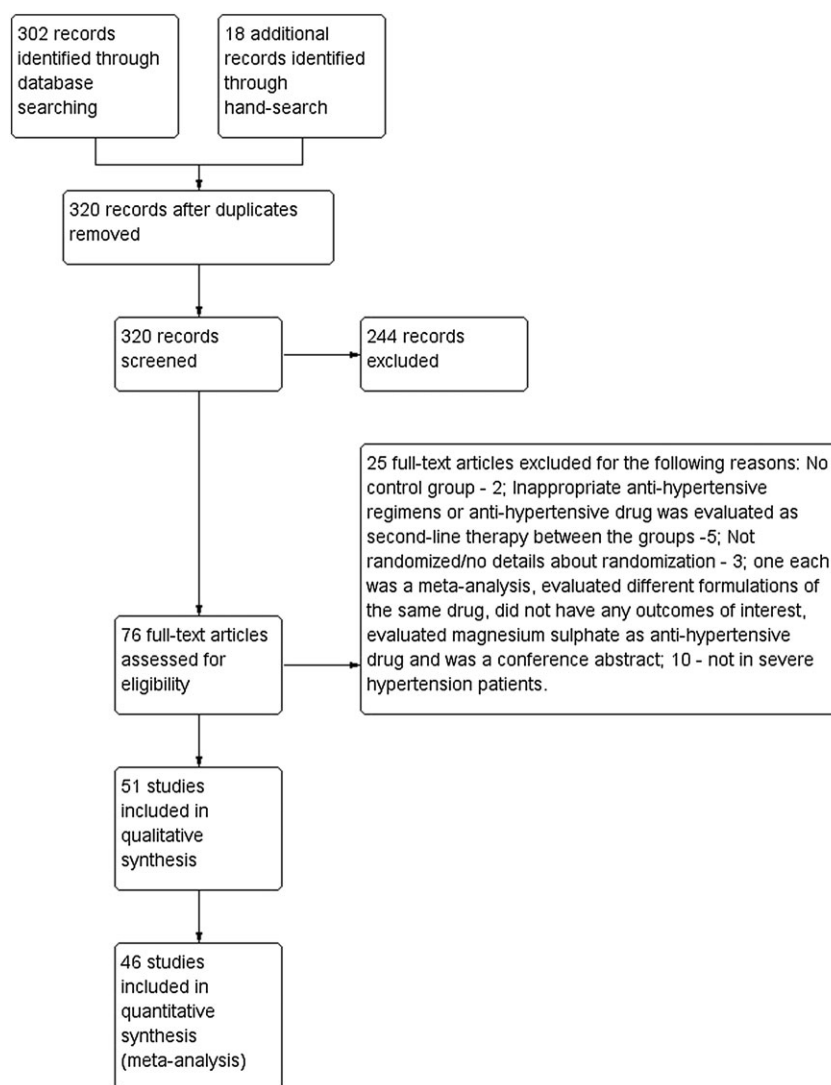 302 records
identified through
database
searching
18 additional
records identified
through
hand-search
320 records after duplicates
removed
320 records
screened
244 records
excluded
76 full-text articles
assessed for
eligibility
25 full-text articles excluded for the following reasons: No
control group - 2; Inappropriate anti-hypertensive
regimens or anti-hypertensive drug was evaluated as
second-line therapy between the groups -5; Not
randomized/no details about randomization - 3; one each
was a meta-analysis, evaluated different formulations of
the same drug, did not have any outcomes of interest,
evaluated magnesium sulphate as anti-hypertensive
drug and was a conference abstract; 10 - not in severe
hypertension patients.
51 studies
included in
qualitative
synthesis
46 studies
included in
quantitative
synthesis
(meta-analysis)